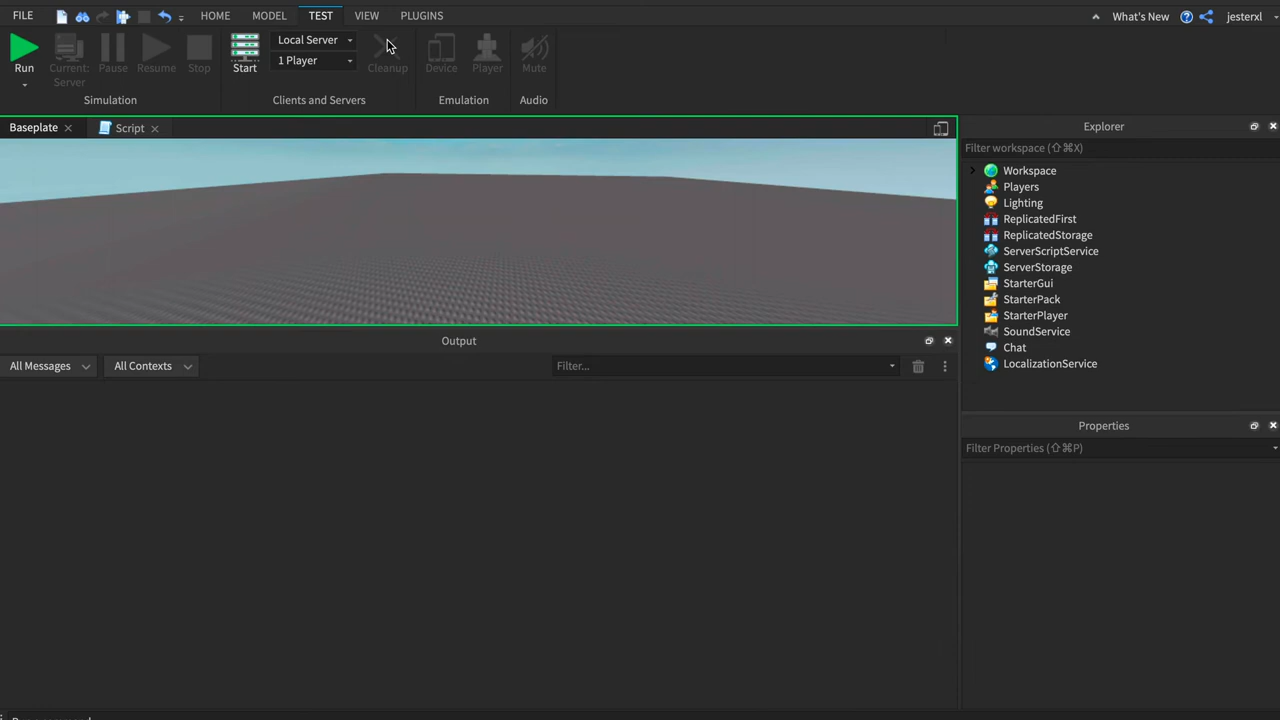 FILE HOME MODEL TEST VIEW PLUGINS What's New jesterxl
Run Current: Server Pause Resume Stop
Simulation
Start Local Server 1 Player Cleanup
Clients and Servers
Device Player
Emulation
Mute
Audio
Baseplate Script
Output
All Messages All Contexts Filter...
Explorer
Filter workspace (⇧⌘X)
Workspace
Players
Lighting
ReplicatedFirst
ReplicatedStorage
ServerScriptService
ServerStorage
StarterGui
StarterPack
StarterPlayer
SoundService
Chat
LocalizationService
Properties
Filter Properties (⇧⌘P)